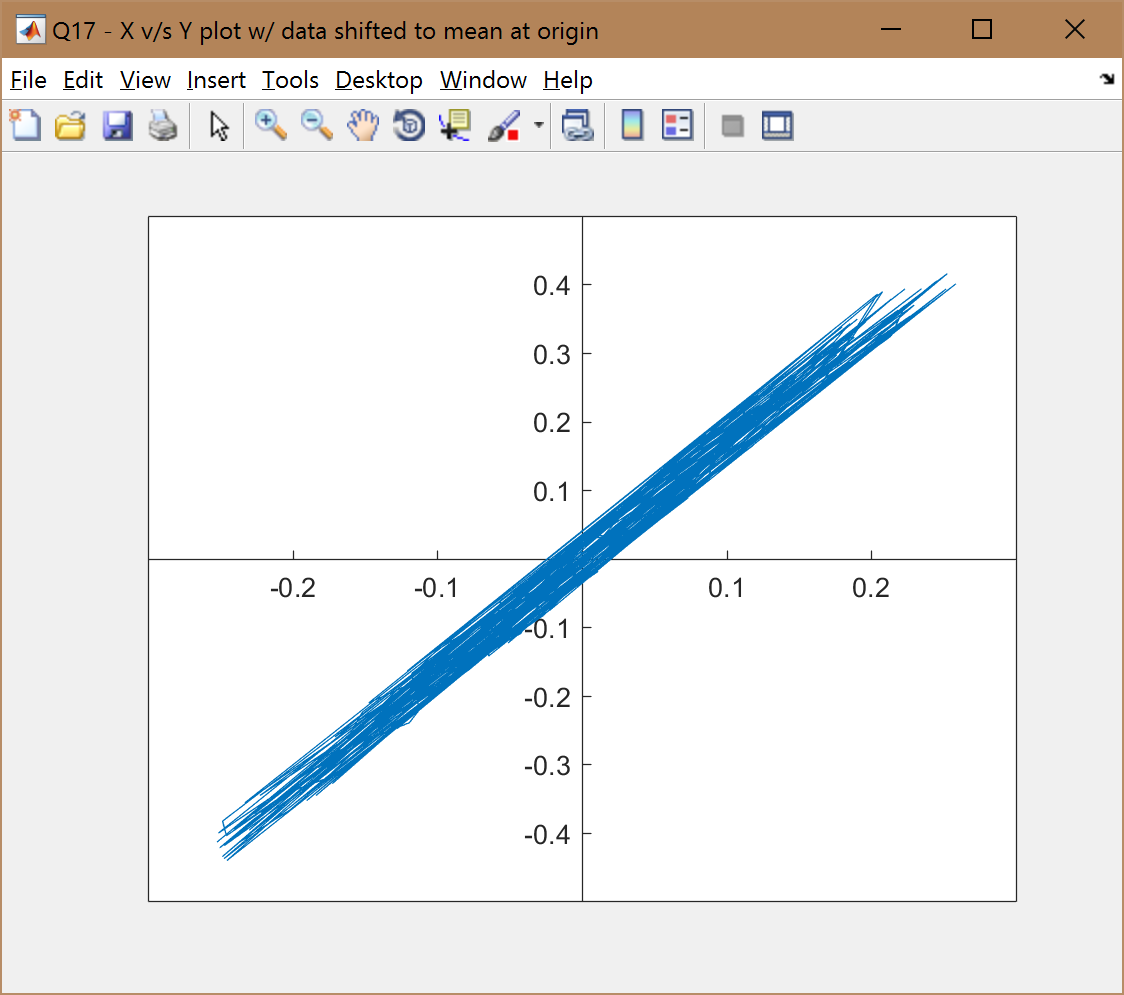 Q17 - X v/s Y plot w/ data shifted to mean at origin
File Edit View Insert Tools Desktop Window Help
0.4
0.3
0.2
0.1
-0.2 -0.1 0.1 0.2
-0.1
-0.2
-0.3
-0.4